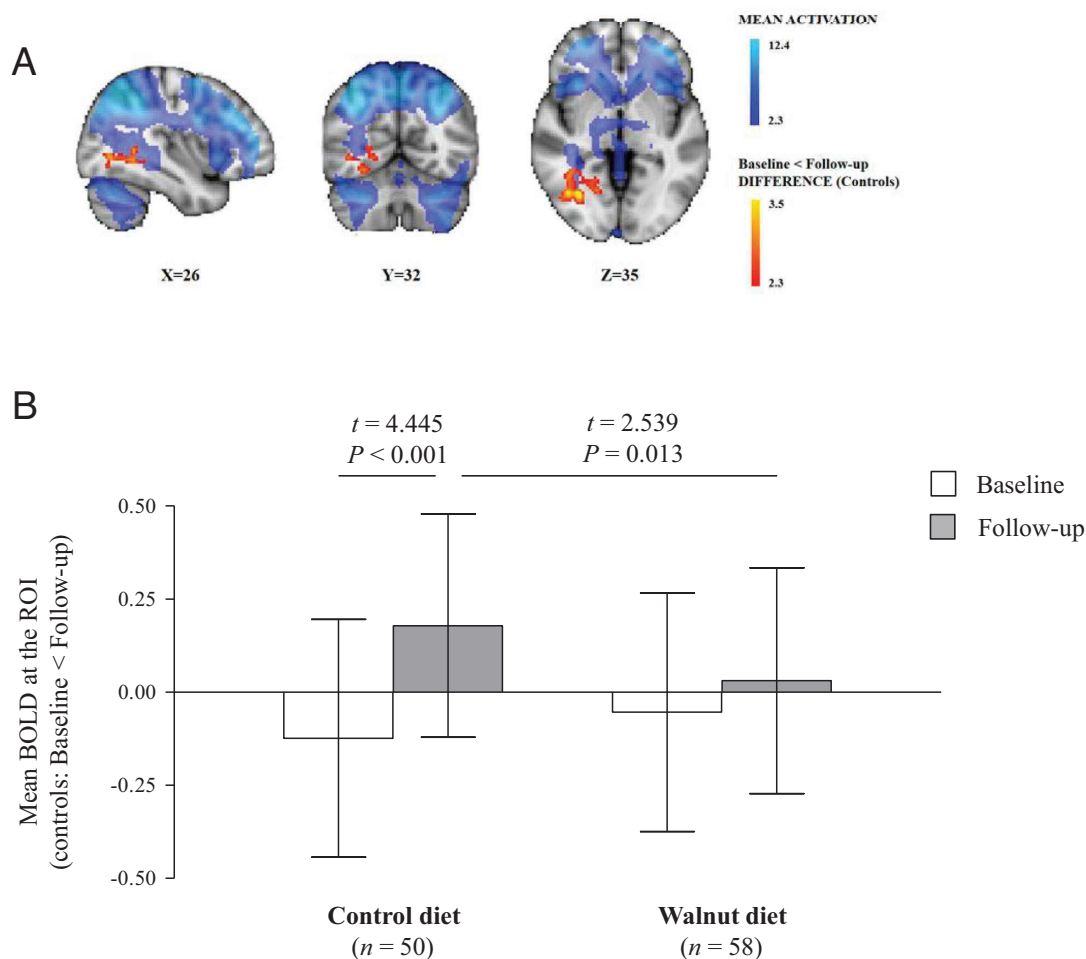 A
MEAN ACTIVATION
12.4
2.3
Baseline < Follow-up
DIFFERENCE (Controls)
3.5
2.3
X=26
Y=32
Z=35
B
t = 4.445
P < 0.001
t = 2.539
P = 0.013
Baseline
Follow-up
Mean BOLD at the ROI
(controls: Baseline < Follow-up)
0.50
0.25
0.00
-0.25
-0.50
Control diet
(n = 50)
Walnut diet
(n = 58)